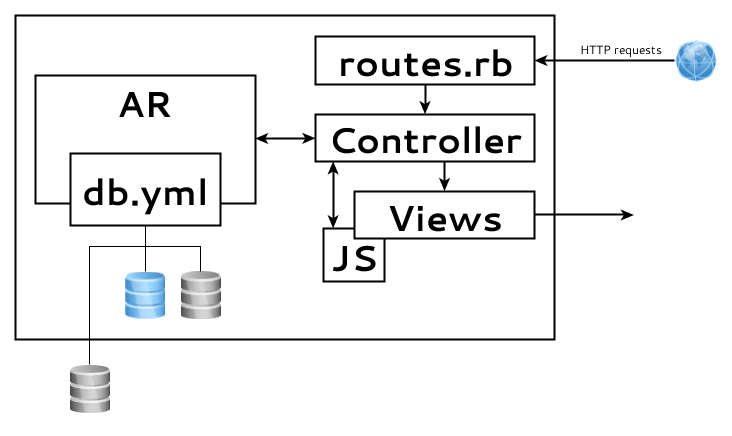 HTTP requests
routes.rb
AR
Controller
db.yml
Views
JS